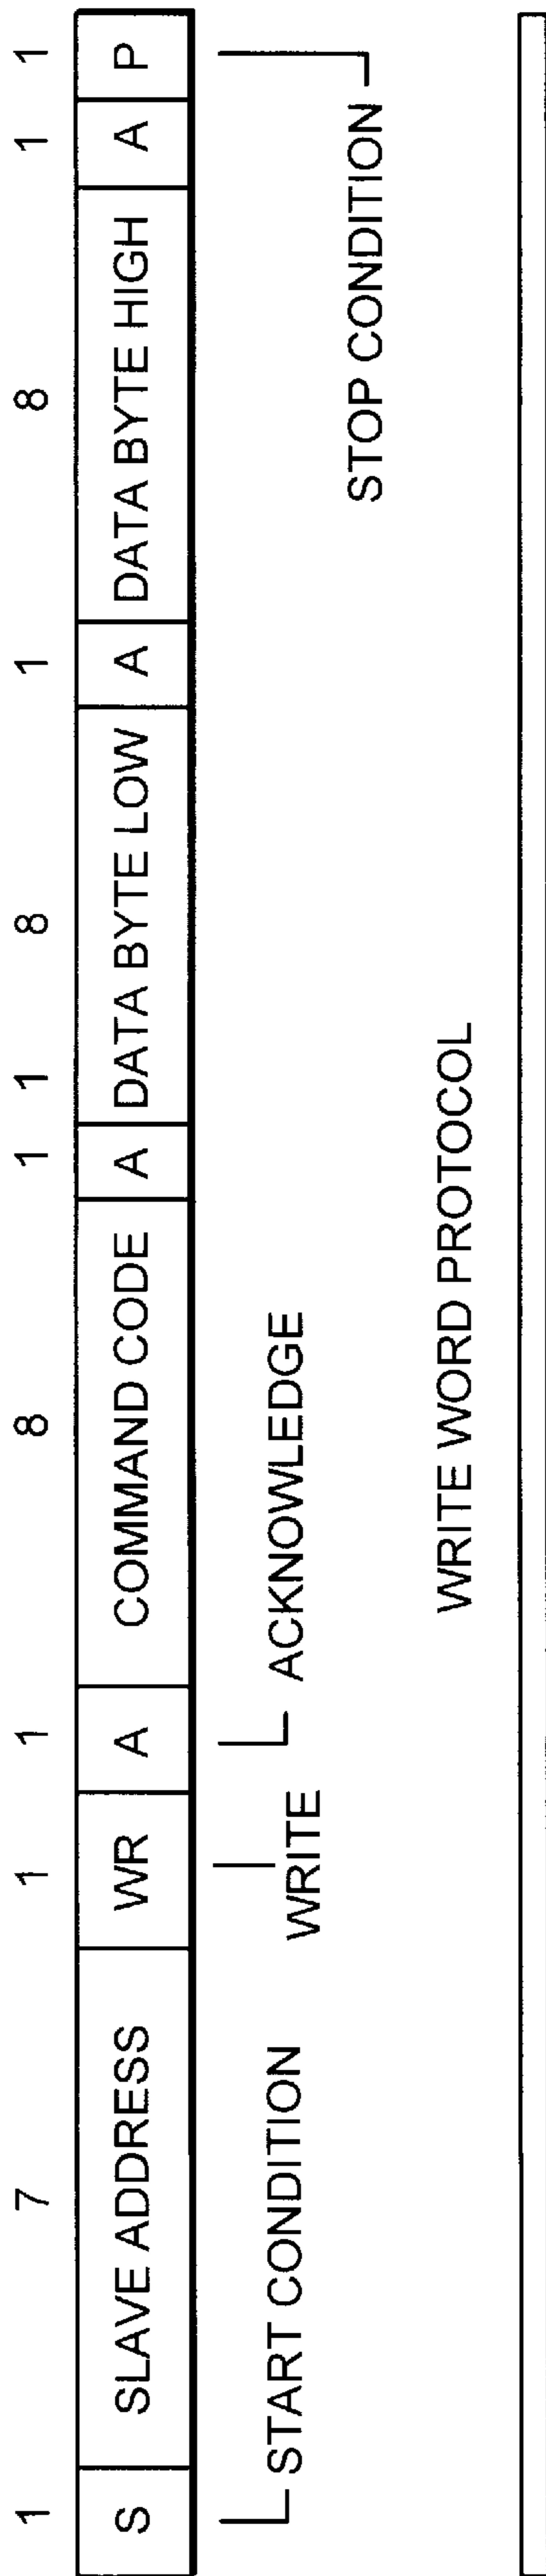 1 7 1 1 8 1 1 8 1 8 1 1
S SLAVE ADDRESS WR A COMMAND CODE A DATA BYTE LOW A DATA BYTE HIGH A P
START CONDITION
WRITE
ACKNOWLEDGE
STOP CONDITION
WRITE WORD PROTOCOL